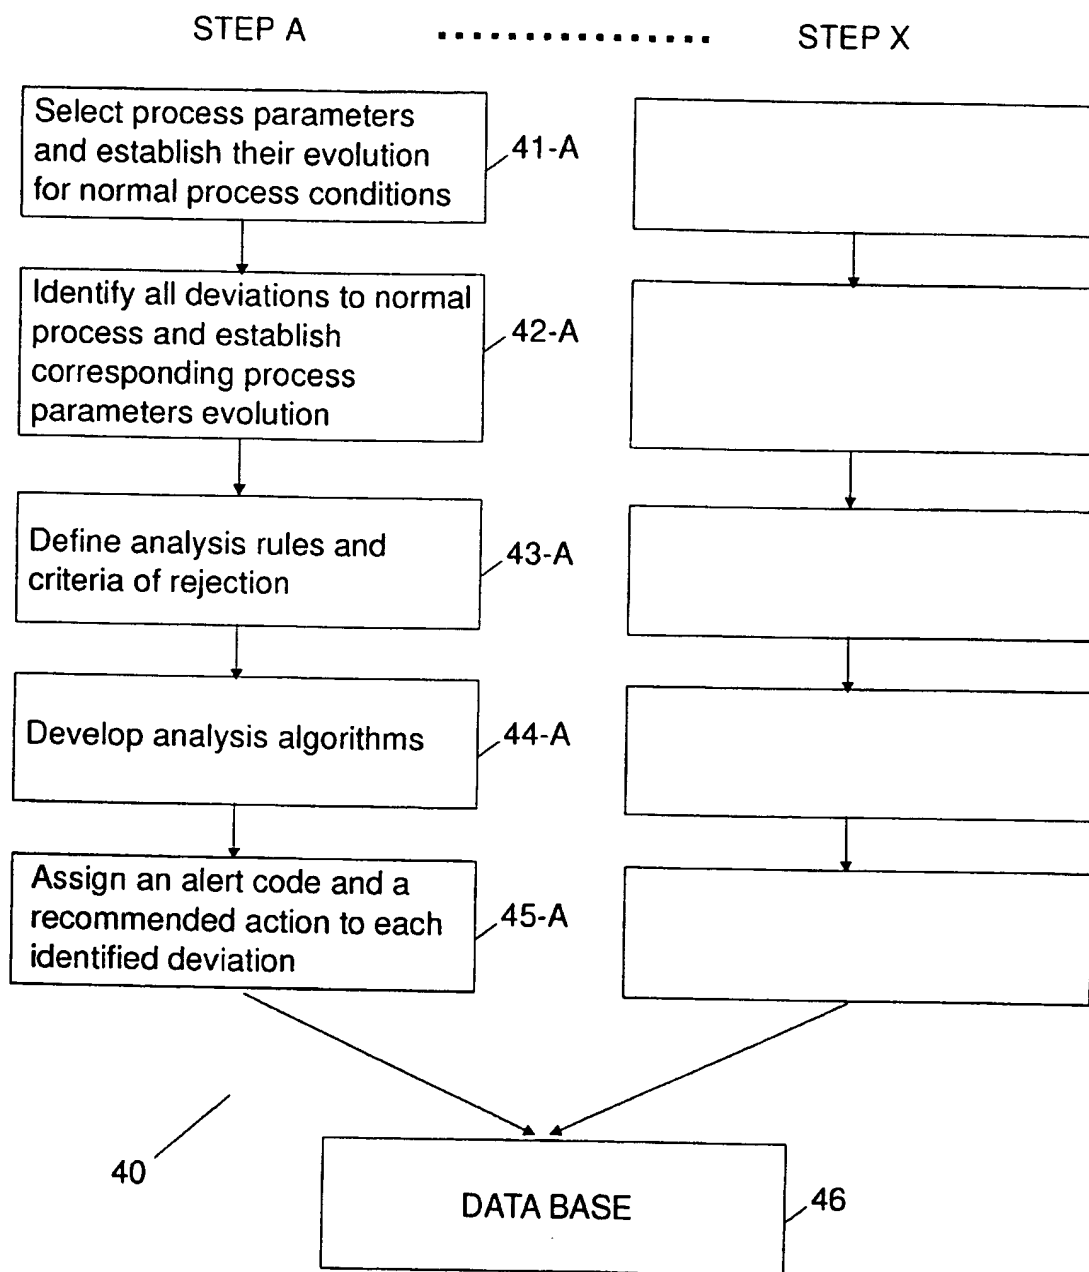 STEP A ............... STEP X
Select process parameters
and establish their evolution
for normal process conditions
41-A
Identify all deviations to normal
process and establish
corresponding process
parameters evolution
42-A
Define analysis rules and
criteria of rejection
43-A
Develop analysis algorithms
44-A
Assign an alert code and a
recommended action to each
identified deviation
45-A
40
DATA BASE
46